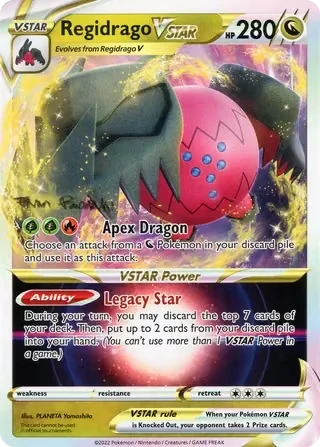 VSTAR Regidrago VSTAR HP 280
Evolves from Regidrago V
Apex Dragon
Choose an attack from a Pokémon in your discard pile
and use it as this attack.
VSTAR Power
Ability Legacy Star
During your turn, you may discard the top 7 cards of
your deck. Then, put up to 2 cards from your discard pile
into your hand. (You can't use more than 1 VSTAR Power in
a game.)
weakness resistance retreat
Illus. PLANETA Yamashita
This card cannot be used
in official tournaments.
VSTAR rule When your Pokémon VSTAR
is Knocked Out, your opponent takes 2 Prize cards.
©2022 Pokémon / Nintendo / Creatures / GAME FREAK